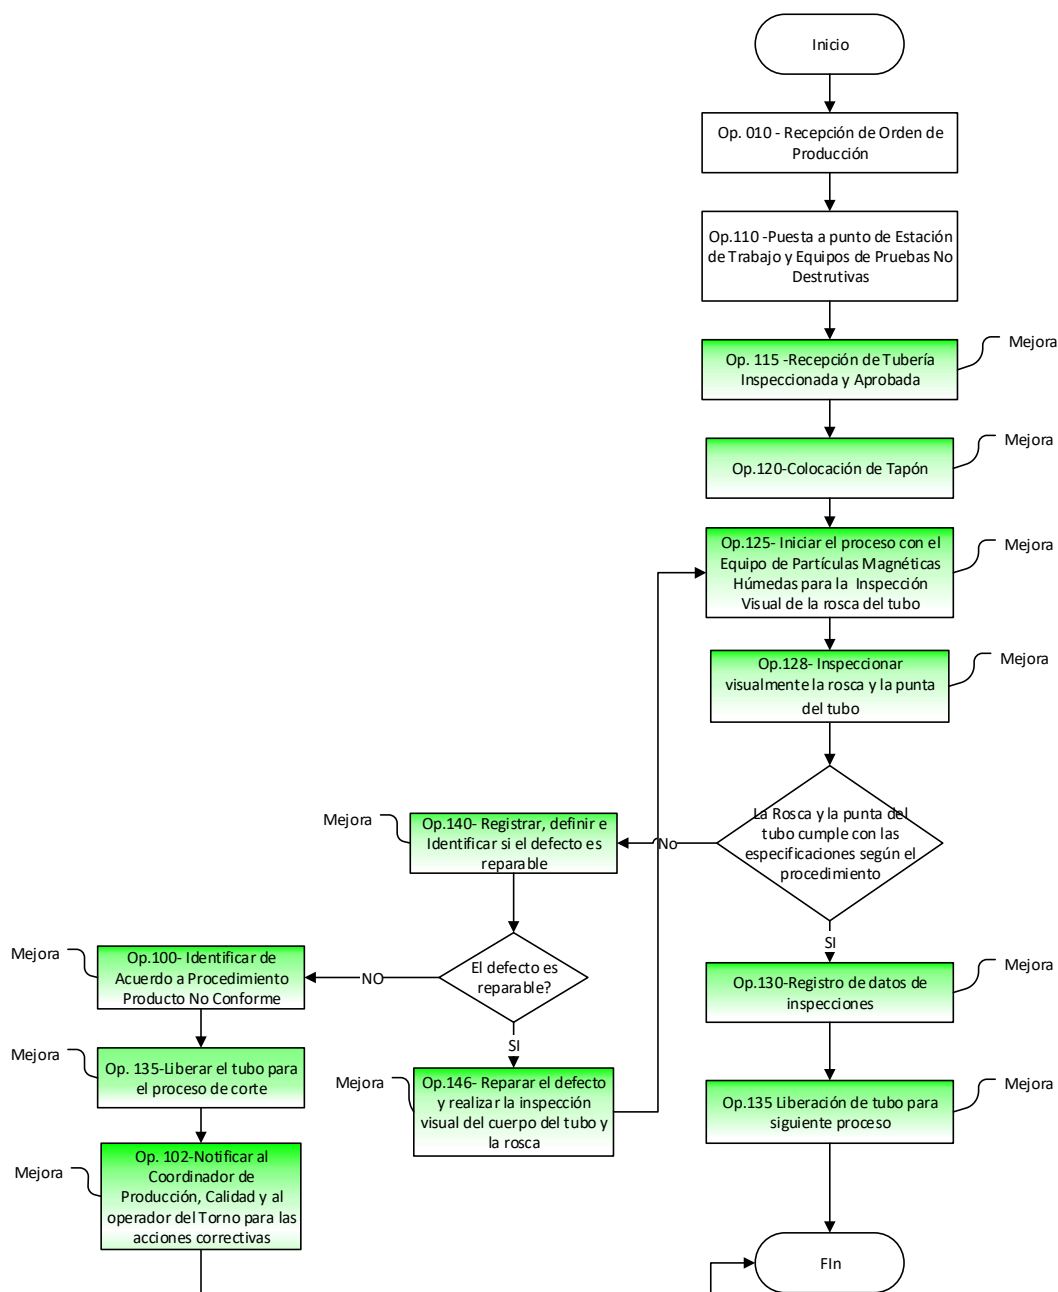 Inicio
Op. 010 - Recepción de Orden de
Producción
Op.110 -Puesta a punto de Estación
de Trabajo y Equipos de Pruebas No
Destrutivas
Mejora
Op. 115 -Recepción de Tubería
Inspeccionada y Aprobada
Mejora
Op.120-Colocación de Tapón
Mejora
Op.125- Iniciar el proceso con el
Equipo de Partículas Magnéticas
Húmedas para la Inspección
Visual de la rosca del tubo
Mejora
Op.128- Inspeccionar
visualmente la rosca y la punta
del tubo
La Rosca y la punta del
tubo cumple con las
especificaciones según el
procedimiento
No
Mejora
Op.140- Registrar, definir e
Identificar si el defecto es
reparable
SI
El defecto es
reparable?
NO
Mejora
Op.100- Identificar de
Acuerdo a Procedimiento
Producto No Conforme
Mejora
Op.130-Registro de datos de
inspecciones
SI
Mejora
Op. 135-Liberar el tubo para
el proceso de corte
Mejora
Op.146- Reparar el defecto
y realizar la inspección
visual del cuerpo del tubo y
la rosca
Mejora
Op.135 Liberación de tubo para
siguiente proceso
Mejora
Op. 102-Notificar al
Coordinador de
Producción, Calidad y al
operador del Torno para las
acciones correctivas
FIn